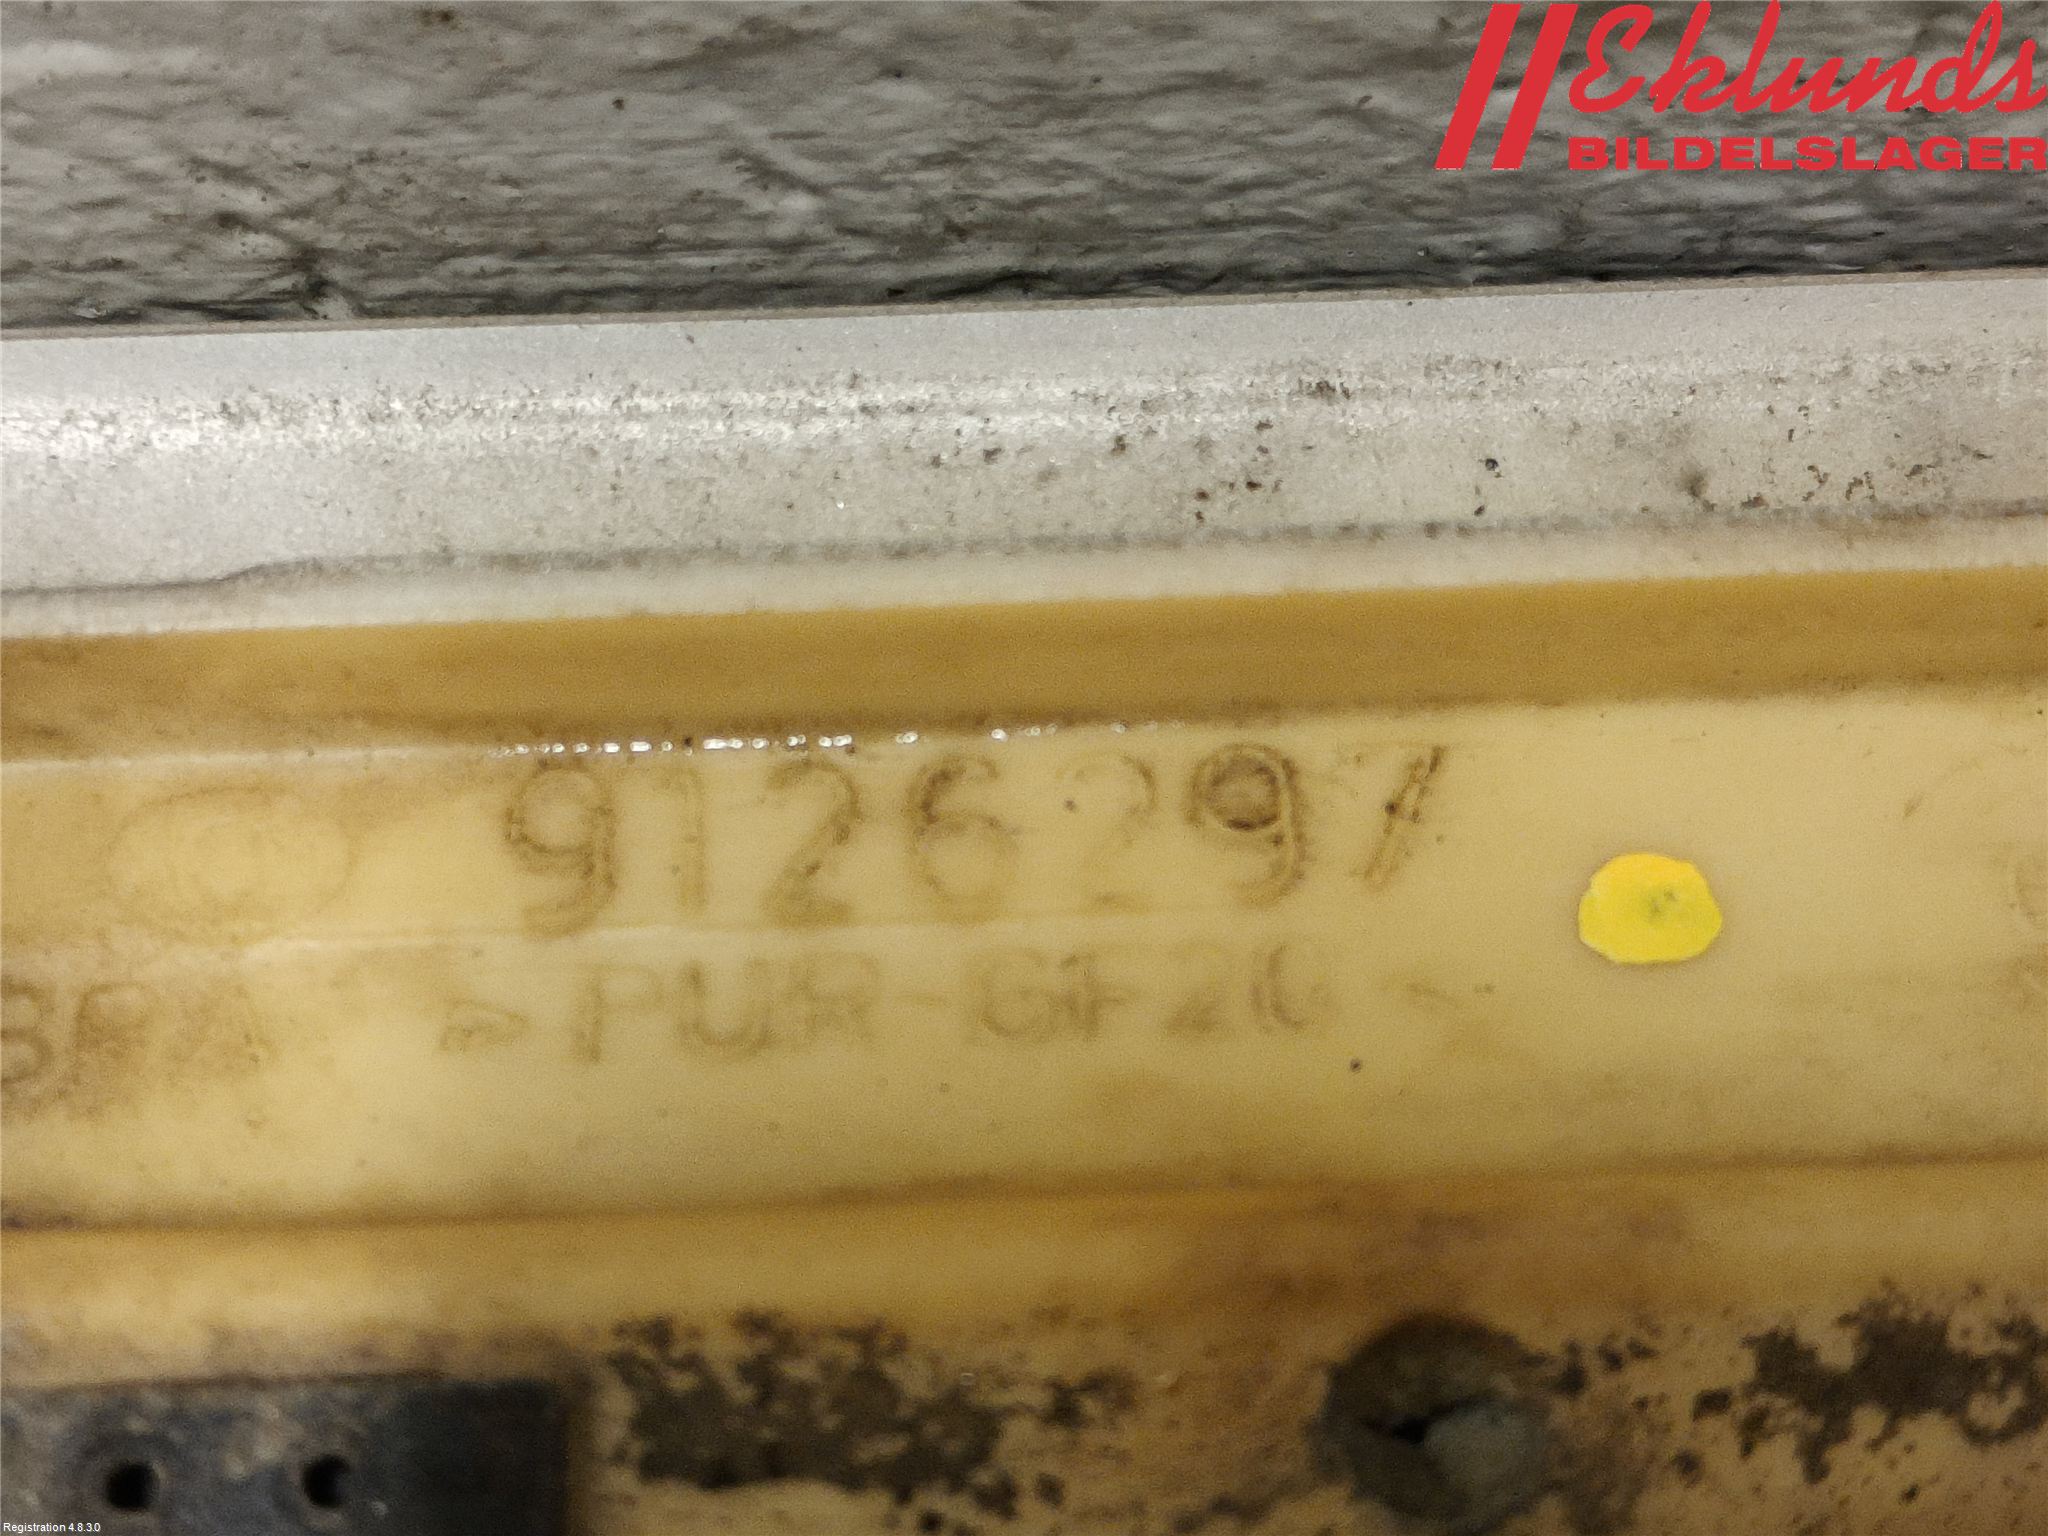 Eklunds
BILDELSLAGER
9126297
>PUR-GF20<
Registration 4.8.3.0